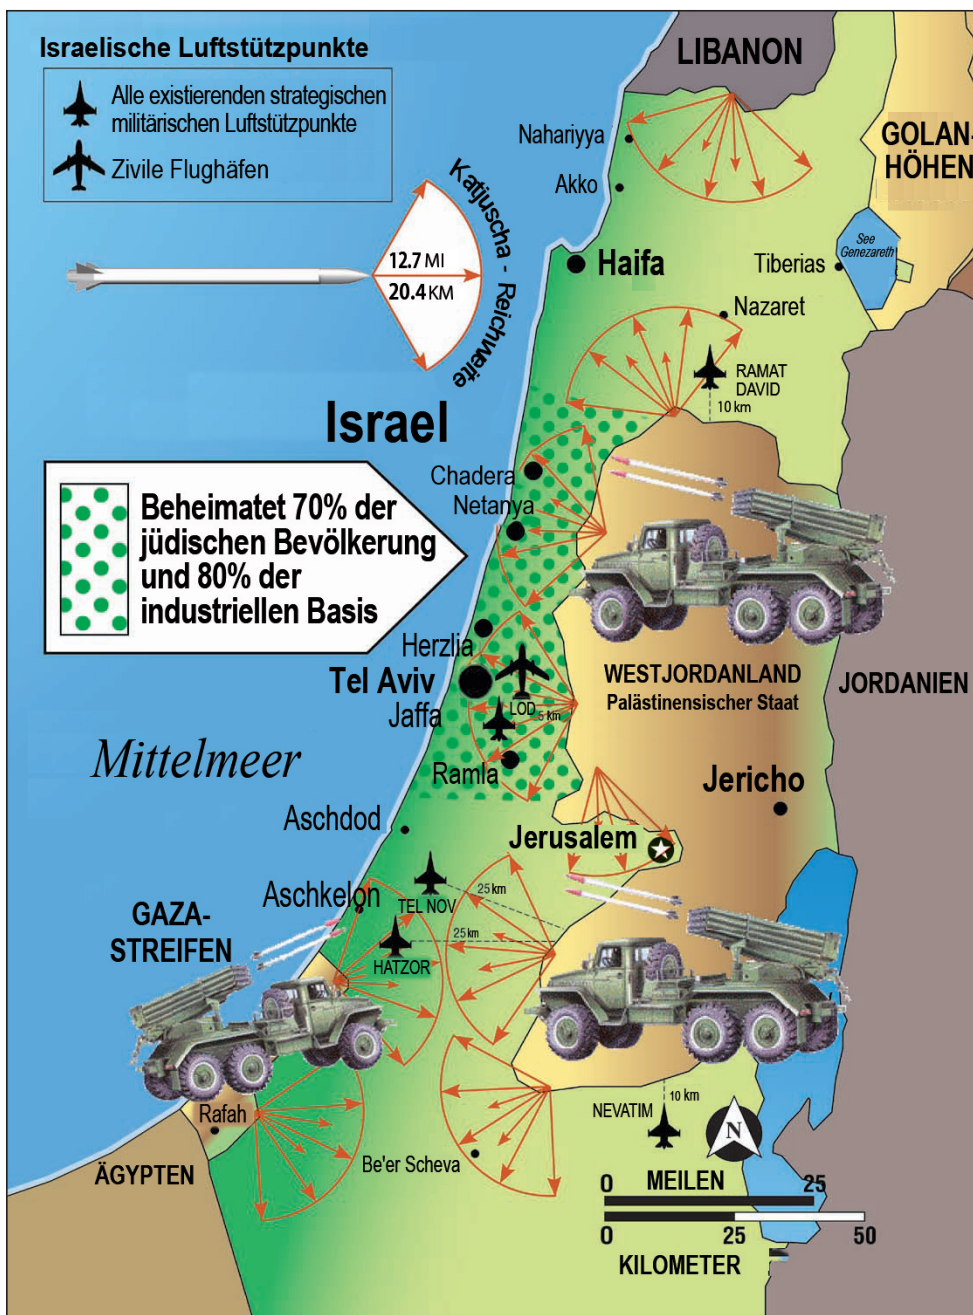 Israelische Luftstützpunkte
Alle existierenden strategischen
militärischen Luftstützpunkte
Zivile Flughäfen
LIBANON
GOLAN-
HÖHEN
Nahariyya
Akko
Haifa
See
Genezareth
Tiberias
Nazaret
Katjuscha - Reichweite
12.7 MI
20.4 KM
RAMAT
DAVID
10 km
Israel
Chadera
Netanya
Beheimatet 70% der
jüdischen Bevölkerung
und 80% der
industriellen Basis
Herzlia
Tel Aviv
Jaffa
LOD
5 km
Ramla
WESTJORDANLAND
Palästinensischer Staat
JORDANIEN
Mittelmeer
Jericho
Aschdod
Jerusalem
Aschkelon
TEL NOV
25 km
GAZA-
STREIFEN
HATZOR
25 km
Rafah
ÄGYPTEN
Be'er Scheva
NEVATIM
10 km
N
0 MEILEN 25
0 25 50
KILOMETER